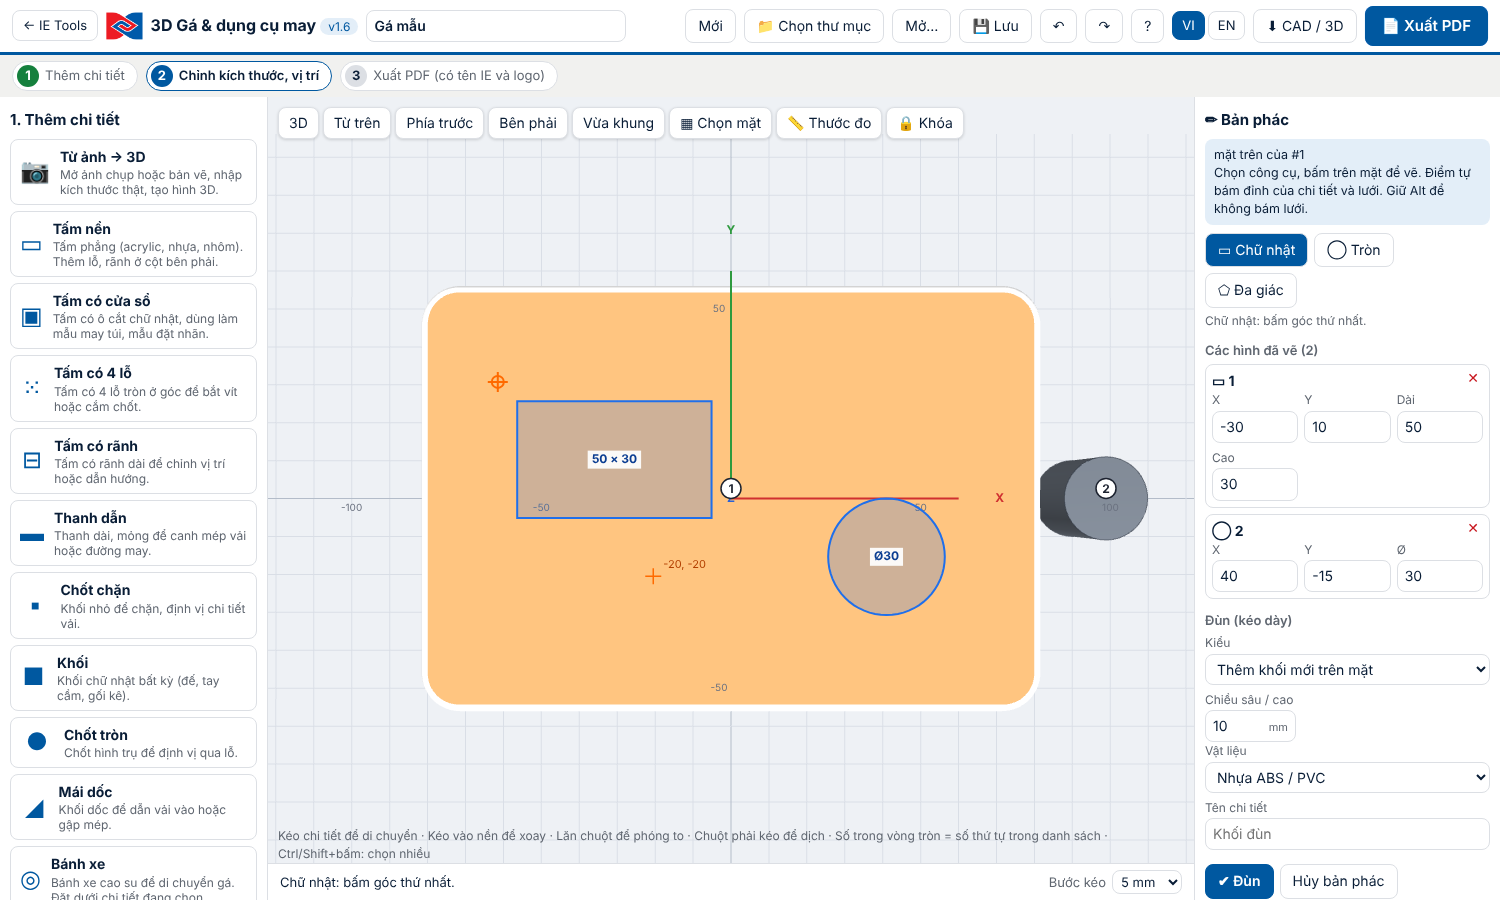 ← IE Tools
3D Gá & dụng cụ may v1.6
Gá mẫu
Mới
📁 Chọn thư mục
Mở...
💾 Lưu
↶
↷
?
VI
EN
⬇ CAD / 3D
📄 Xuất PDF
1 Thêm chi tiết
2 Chỉnh kích thước, vị trí
3 Xuất PDF (có tên IE và logo)
1. Thêm chi tiết
Từ ảnh → 3D
Mở ảnh chụp hoặc bản vẽ, nhập
kích thước thật, tạo hình 3D.
Tấm nền
Tấm phẳng (acrylic, nhựa, nhôm).
Thêm lỗ, rãnh ở cột bên phải.
Tấm có cửa sổ
Tấm có ô cắt chữ nhật, dùng làm
mẫu may túi, mẫu đặt nhãn.
Tấm có 4 lỗ
Tấm có 4 lỗ tròn ở góc để bắt vít
hoặc cắm chốt.
Tấm có rãnh
Tấm có rãnh dài để chỉnh vị trí
hoặc dẫn hướng.
Thanh dẫn
Thanh dài, mỏng để canh mép vải
hoặc đường may.
Chốt chặn
Khối nhỏ để chặn, định vị chi tiết
vải.
Khối
Khối chữ nhật bất kỳ (đế, tay
cầm, gối kê).
Chốt tròn
Chốt hình trụ để định vị qua lỗ.
Mái dốc
Khối dốc để dẫn vải vào hoặc
gấp mép.
Bánh xe
Bánh xe cao su để di chuyển gá.
Đặt dưới chi tiết đang chọn
3D
Từ trên
Phía trước
Bên phải
Vừa khung
▦ Chọn mặt
📏 Thước đo
🔒 Khóa
Y
50
50 × 30
1
X
2
-100
-50
50
100
Ø30
-20, -20
-50
Kéo chi tiết để di chuyển · Kéo vào nền để xoay · Lăn chuột để phóng to · Chuột phải kéo để dịch · Số trong vòng tròn = số thứ tự trong danh sách ·
Ctrl/Shift+bấm: chọn nhiều
Chữ nhật: bấm góc thứ nhất.
Bước kéo
5 mm
✏ Bản phác
mặt trên của #1
Chọn công cụ, bấm trên mặt để vẽ. Điểm tự
bám đỉnh của chi tiết và lưới. Giữ Alt để
không bám lưới.
▭ Chữ nhật
◯ Tròn
⬠ Đa giác
Chữ nhật: bấm góc thứ nhất.
Các hình đã vẽ (2)
▭ 1 ✕
X Y Dài
-30 10 50
Cao
30
◯ 2 ✕
X Y Ø
40 -15 30
Đùn (kéo dày)
Kiểu
Thêm khối mới trên mặt
Chiều sâu / cao
10 mm
Vật liệu
Nhựa ABS / PVC
Tên chi tiết
Khối đùn
✔ Đùn
Hủy bản phác